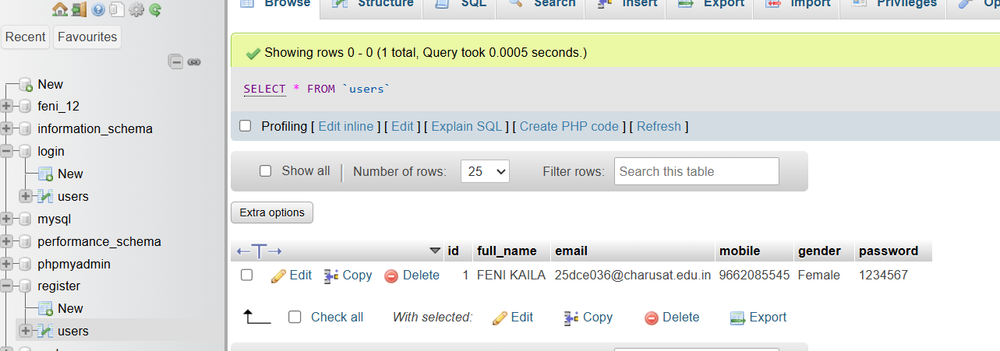 Browse Structure SQL Search Insert Export Import Privileges
Recent Favourites
New
feni_12
information_schema
login
New
users
mysql
performance_schema
phpmyadmin
register
New
users
Showing rows 0 - 0 (1 total, Query took 0.0005 seconds.)
SELECT * FROM `users`
Profiling [ Edit inline ] [ Edit ] [ Explain SQL ] [ Create PHP code ] [ Refresh ]
Show all Number of rows: 25 Filter rows: Search this table
Extra options
id full_name email mobile gender password
Edit Copy Delete 1 FENI KAILA 25dce036@charusat.edu.in 9662085545 Female 1234567
Check all With selected: Edit Copy Delete Export